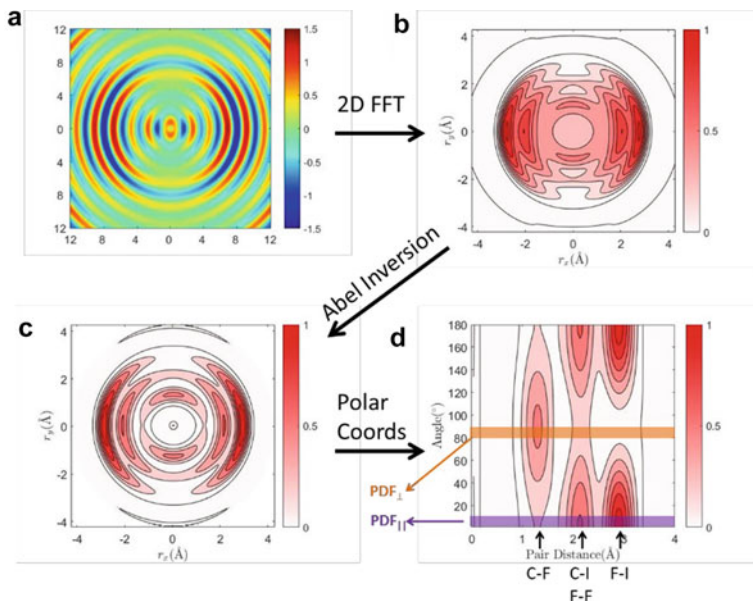 a
12
8
4
0
4
8
12
12 8 4 0 4 8 12
1.5
1
0.5
0
-0.5
-1
-1.5
2D FFT
b
4
2
0
-2
-4
r_y(Å)
-4 -2 0 2 4
r_x(Å)
1
0.5
0
Abel Inversion
c
4
2
0
-2
-4
r_y(Å)
-4 -2 0 2 4
r_x(Å)
1
0.5
0
Polar
Coords
d
180
160
140
120
100
80
60
40
20
Angle(°)
0 1 2 3 4
Pair Distance(Å)
1
0.5
0
PDF⊥
PDF||
C-F
C-I
F-I
F-F